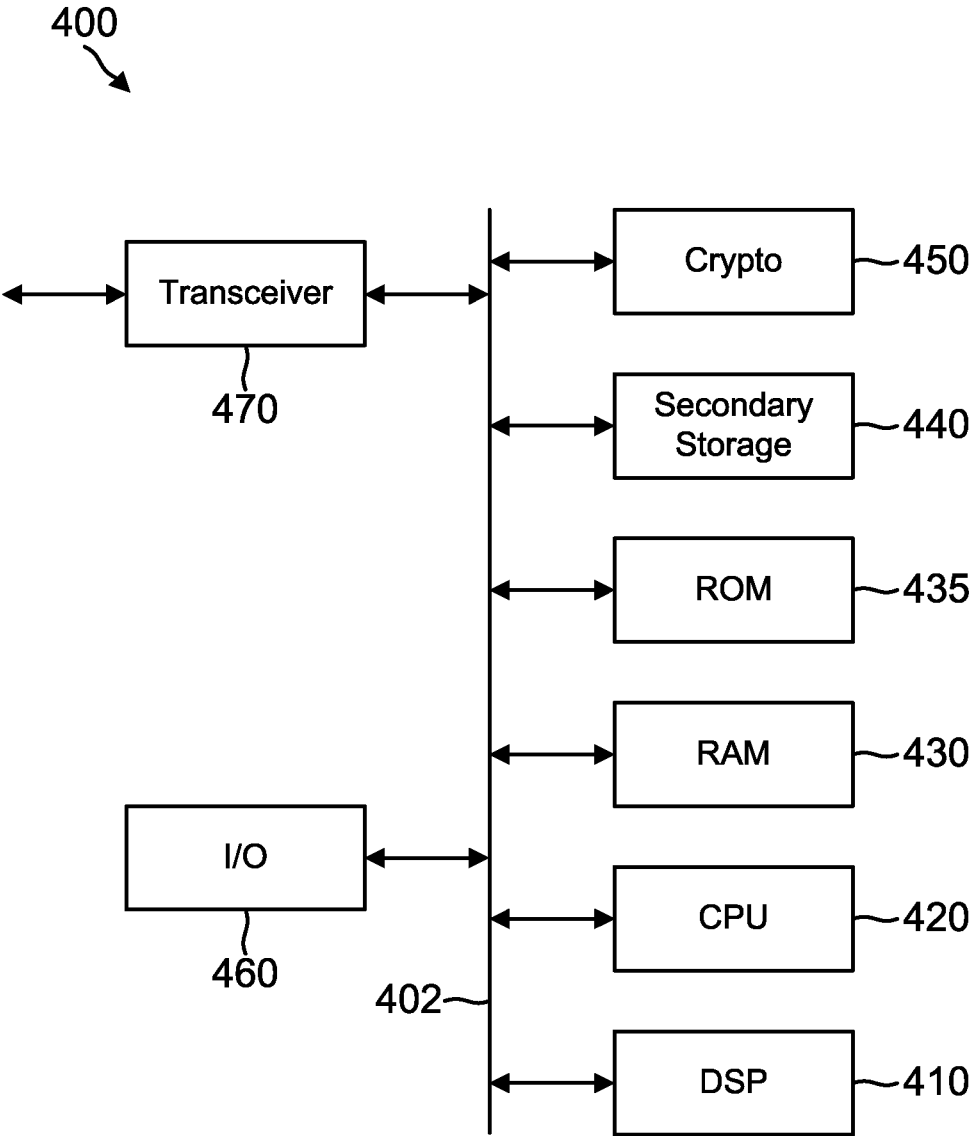 400
Transceiver
470
Crypto
450
Secondary
Storage
440
ROM
435
RAM
430
I/O
460
CPU
420
402
DSP
410